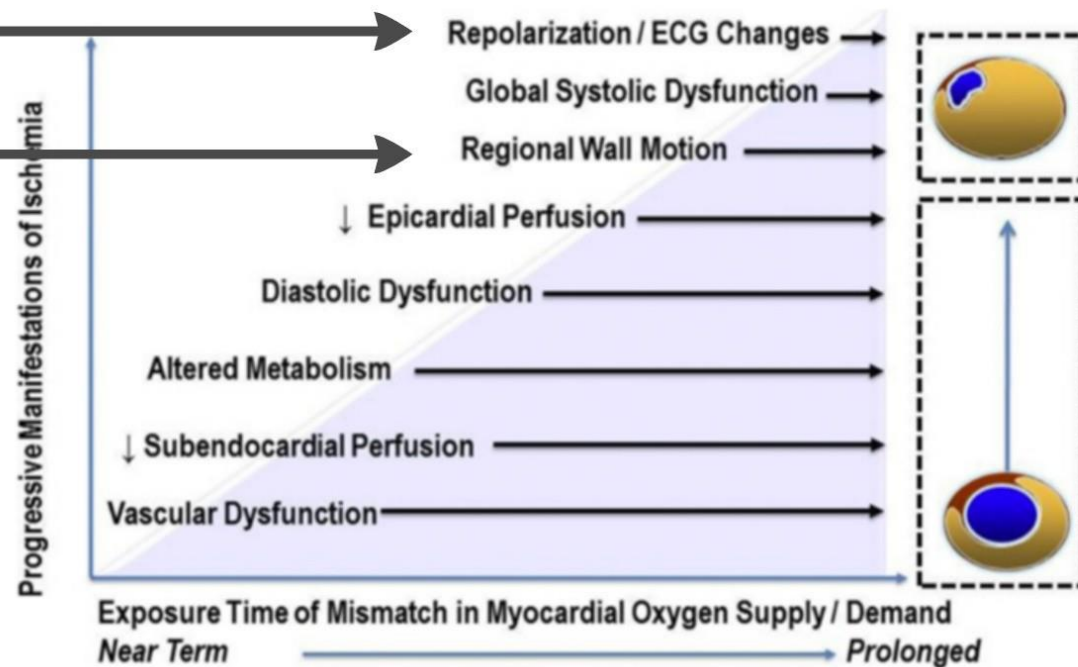 Repolarization / ECG Changes
Global Systolic Dysfunction
Regional Wall Motion
↓ Epicardial Perfusion
Diastolic Dysfunction
Altered Metabolism
↓ Subendocardial Perfusion
Vascular Dysfunction
Progressive Manifestations of Ischemia
Exposure Time of Mismatch in Myocardial Oxygen Supply / Demand
Near Term
Prolonged